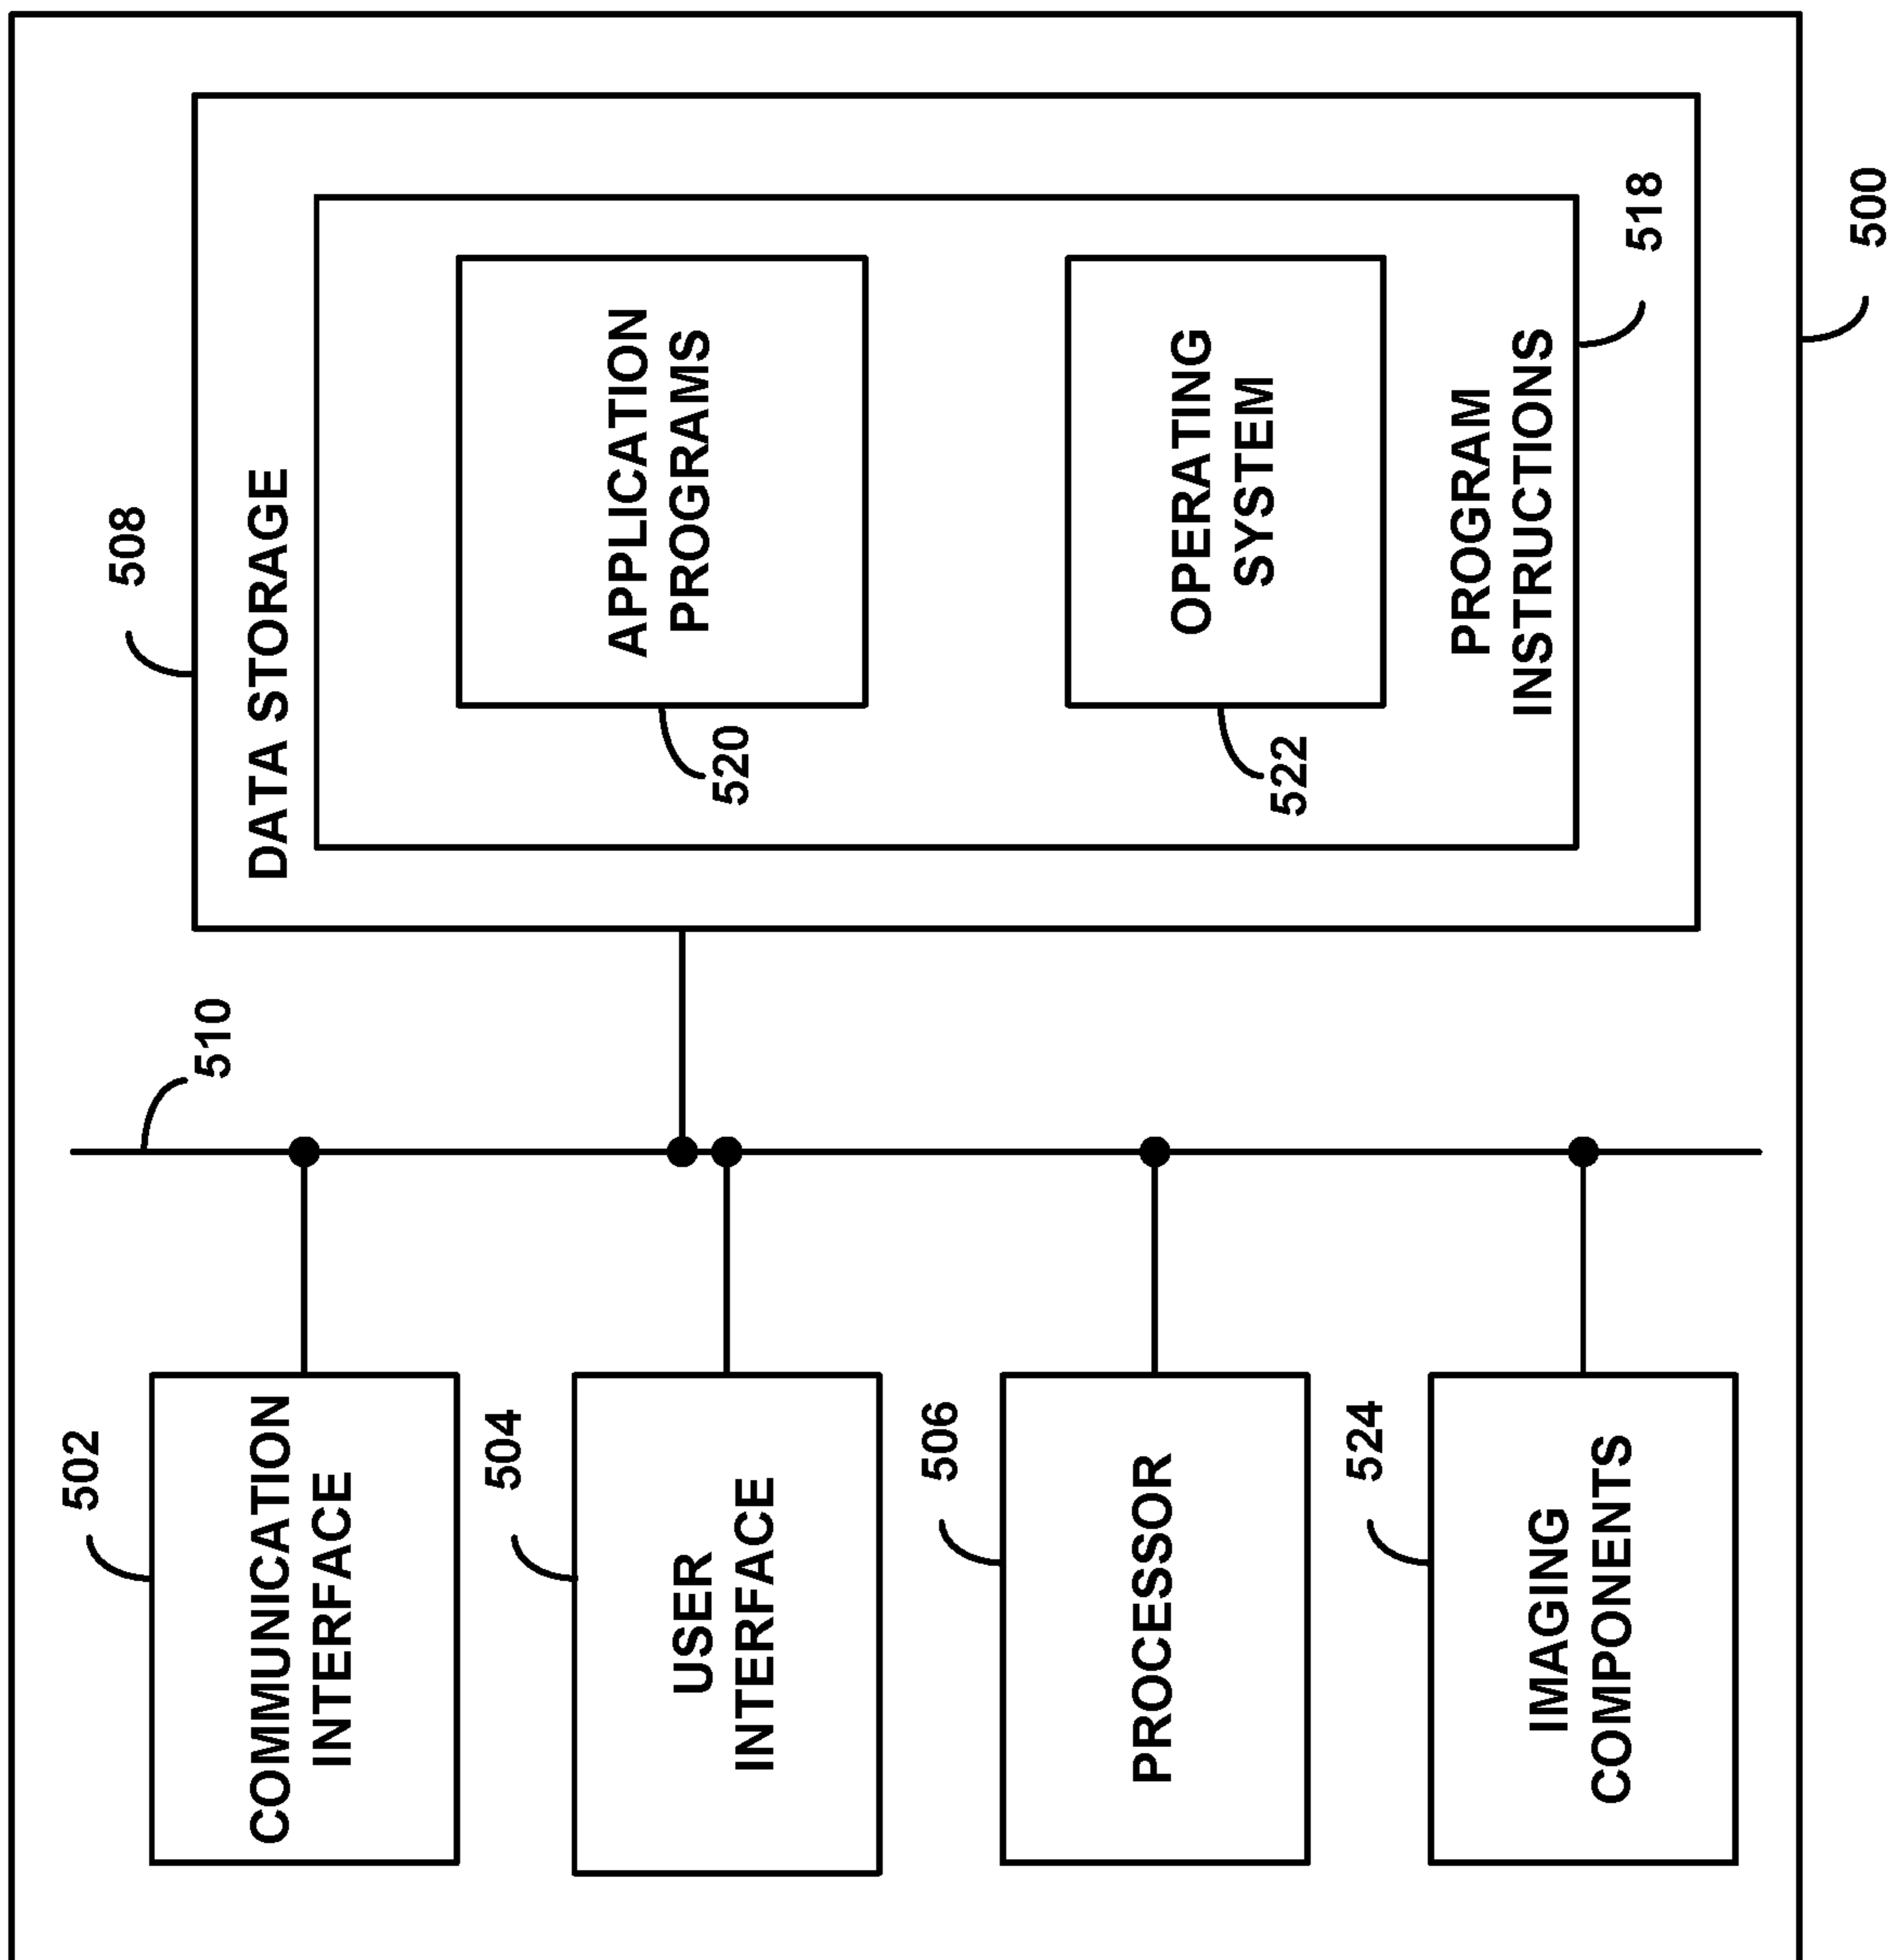 502
COMMUNICATION
INTERFACE
504
USER
INTERFACE
506
PROCESSOR
524
IMAGING
COMPONENTS
510
508
DATA STORAGE
520
APPLICATION
PROGRAMS
522
OPERATING
SYSTEM
PROGRAM
INSTRUCTIONS
518
500